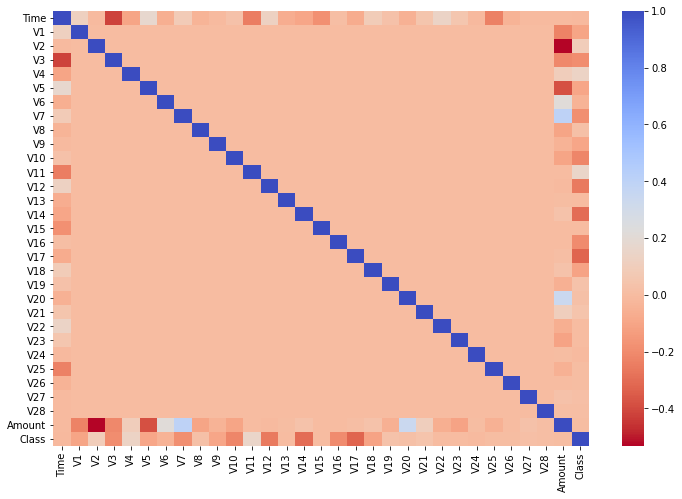 Time
V1
V2
V3
V4
V5
V6
V7
V8
V9
V10
V11
V12
V13
V14
V15
V16
V17
V18
V19
V20
V21
V22
V23
V24
V25
V26
V27
V28
Amount
Class
Time
V1
V2
V3
V4
V5
V6
V7
V8
V9
V10
V11
V12
V13
V14
V15
V16
V17
V18
V19
V20
V21
V22
V23
V24
V25
V26
V27
V28
Amount
Class
1.0
0.8
0.6
0.4
0.2
0.0
−0.2
−0.4